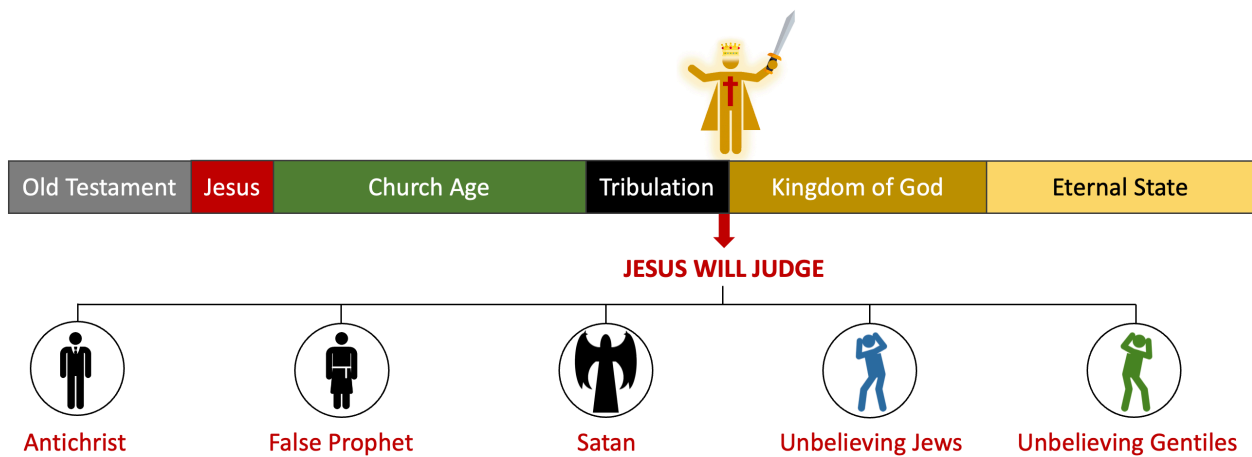 Old Testament
Jesus
Church Age
Tribulation
Kingdom of God
Eternal State
JESUS WILL JUDGE
Antichrist
False Prophet
Satan
Unbelieving Jews
Unbelieving Gentiles